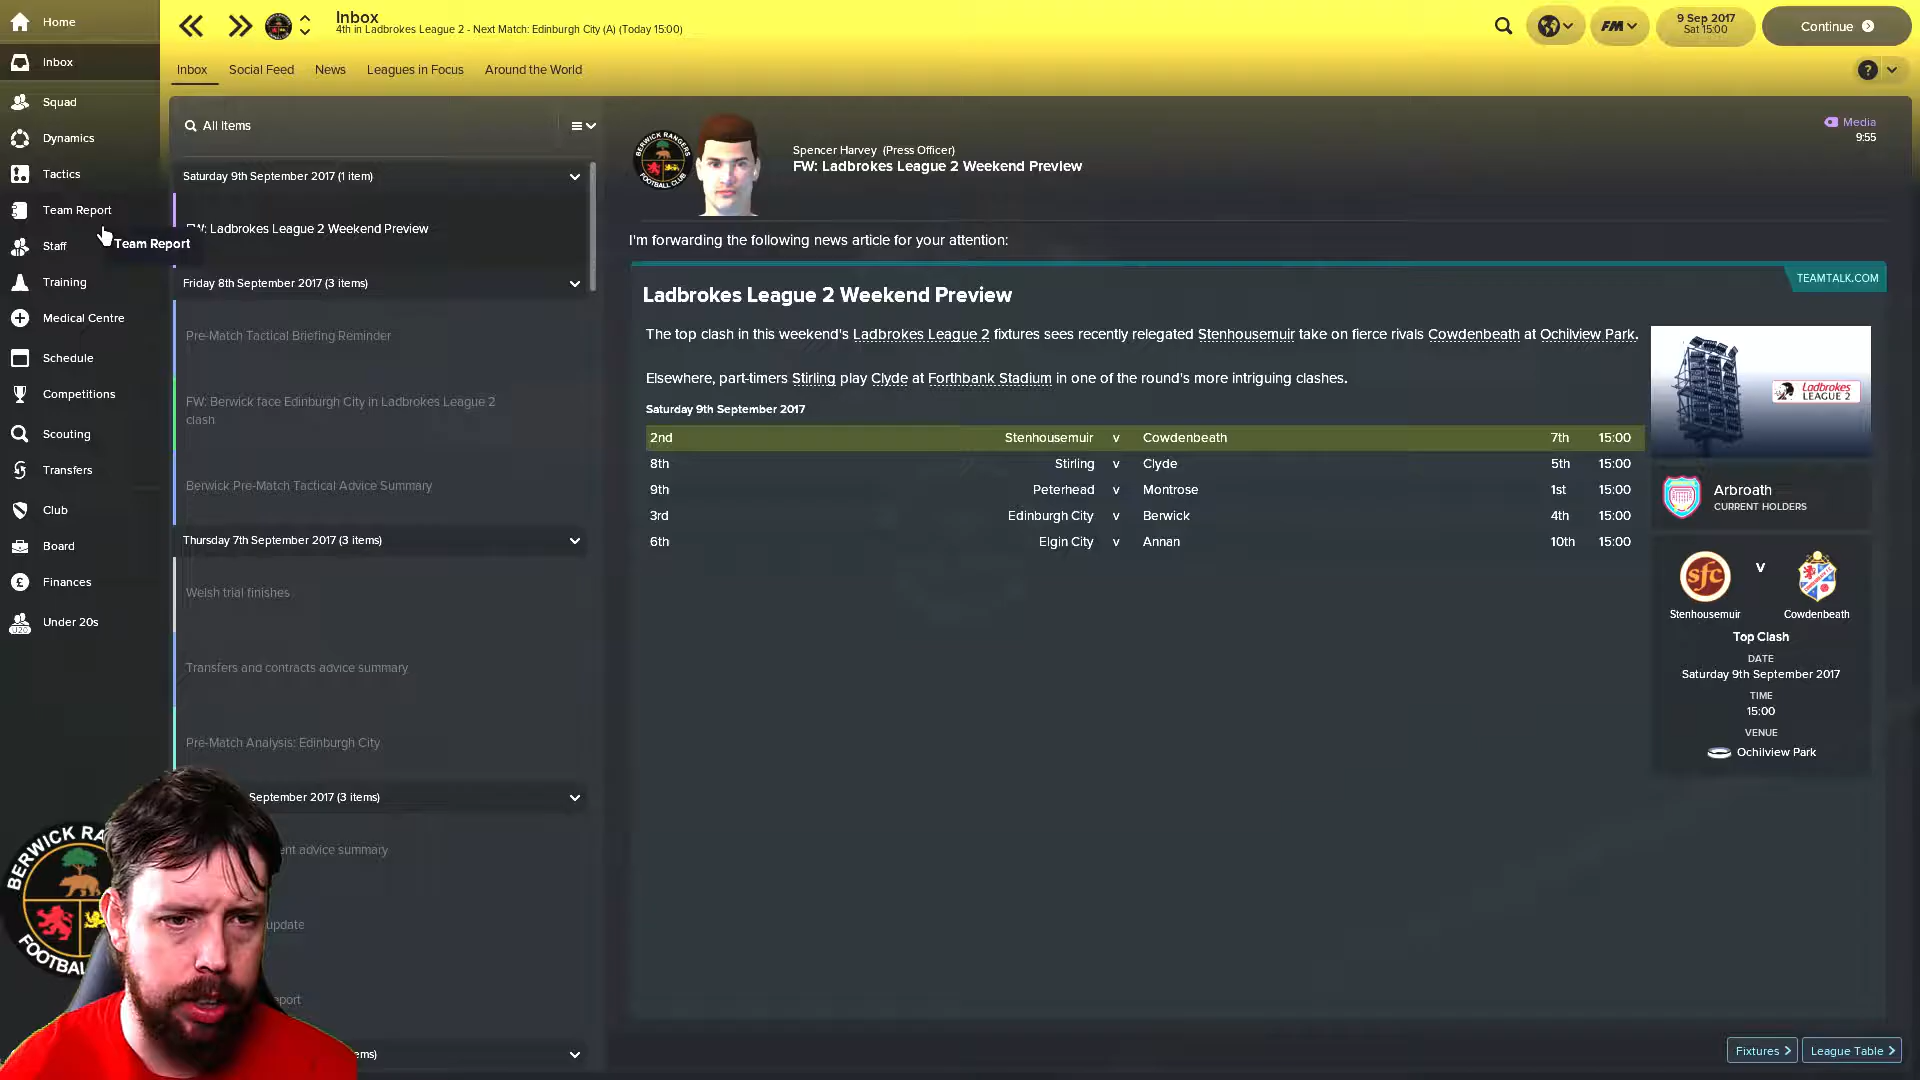 Home
Inbox
Squad
Dynamics
Tactics
Team Report
Team Report
Staff
Training
Medical Centre
Schedule
Competitions
Scouting
Transfers
Club
Board
Finances
Under 20s
Inbox
4th in Ladbrokes League 2 - Next Match: Edinburgh City (A) (Today 15:00)
FM
9 Sep 2017
Sat 15:00
Continue
Inbox Social Feed News Leagues in Focus Around the World
?
All Items
Saturday 9th September 2017 (1 item)
FW: Ladbrokes League 2 Weekend Preview
Friday 8th September 2017 (3 items)
Pre-Match Tactical Briefing Reminder
FW: Berwick face Edinburgh City in Ladbrokes League 2
clash
Berwick Pre-Match Tactical Advice Summary
Thursday 7th September 2017 (3 items)
Welsh trial finishes
Transfers and contracts advice summary
Pre-Match Analysis: Edinburgh City
September 2017 (3 items)
advice summary
update
Media
9:55
BERWICK RANGERS
FOOTBALL CLUB
Spencer Harvey (Press Officer)
FW: Ladbrokes League 2 Weekend Preview
I'm forwarding the following news article for your attention:
TEAMTALK.COM
Ladbrokes League 2 Weekend Preview
The top clash in this weekend's Ladbrokes League 2 fixtures sees recently relegated Stenhousemuir take on fierce rivals Cowdenbeath at Ochilview Park.
Elsewhere, part-timers Stirling play Clyde at Forthbank Stadium in one of the round's more intriguing clashes.
Saturday 9th September 2017
2nd Stenhousemuir v Cowdenbeath 7th 15:00
8th Stirling v Clyde 5th 15:00
9th Peterhead v Montrose 1st 15:00
3rd Edinburgh City v Berwick 4th 15:00
6th Elgin City v Annan 10th 15:00
Ladbrokes
LEAGUE 2
Arbroath
CURRENT HOLDERS
sfc
v
Stenhousemuir Cowdenbeath
Top Clash
DATE
Saturday 9th September 2017
TIME
15:00
VENUE
Ochilview Park
Fixtures
League Table
BERWICK